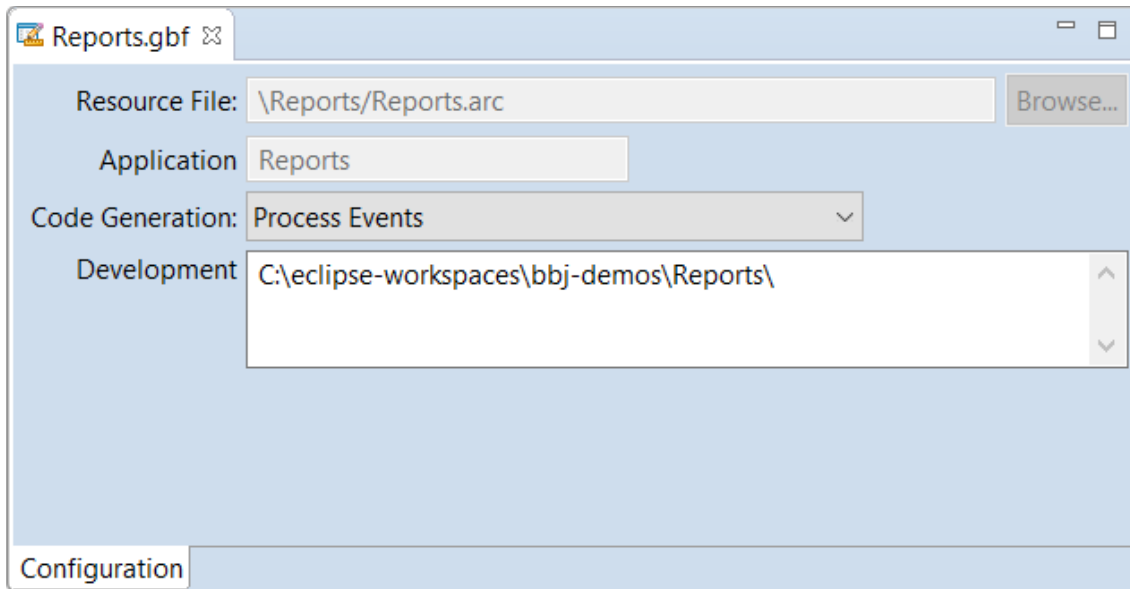 Reports.gbf
Resource File: \Reports/Reports.arc Browse...
Application Reports
Code Generation: Process Events
Development C:\eclipse-workspaces\bbj-demos\Reports\
Configuration